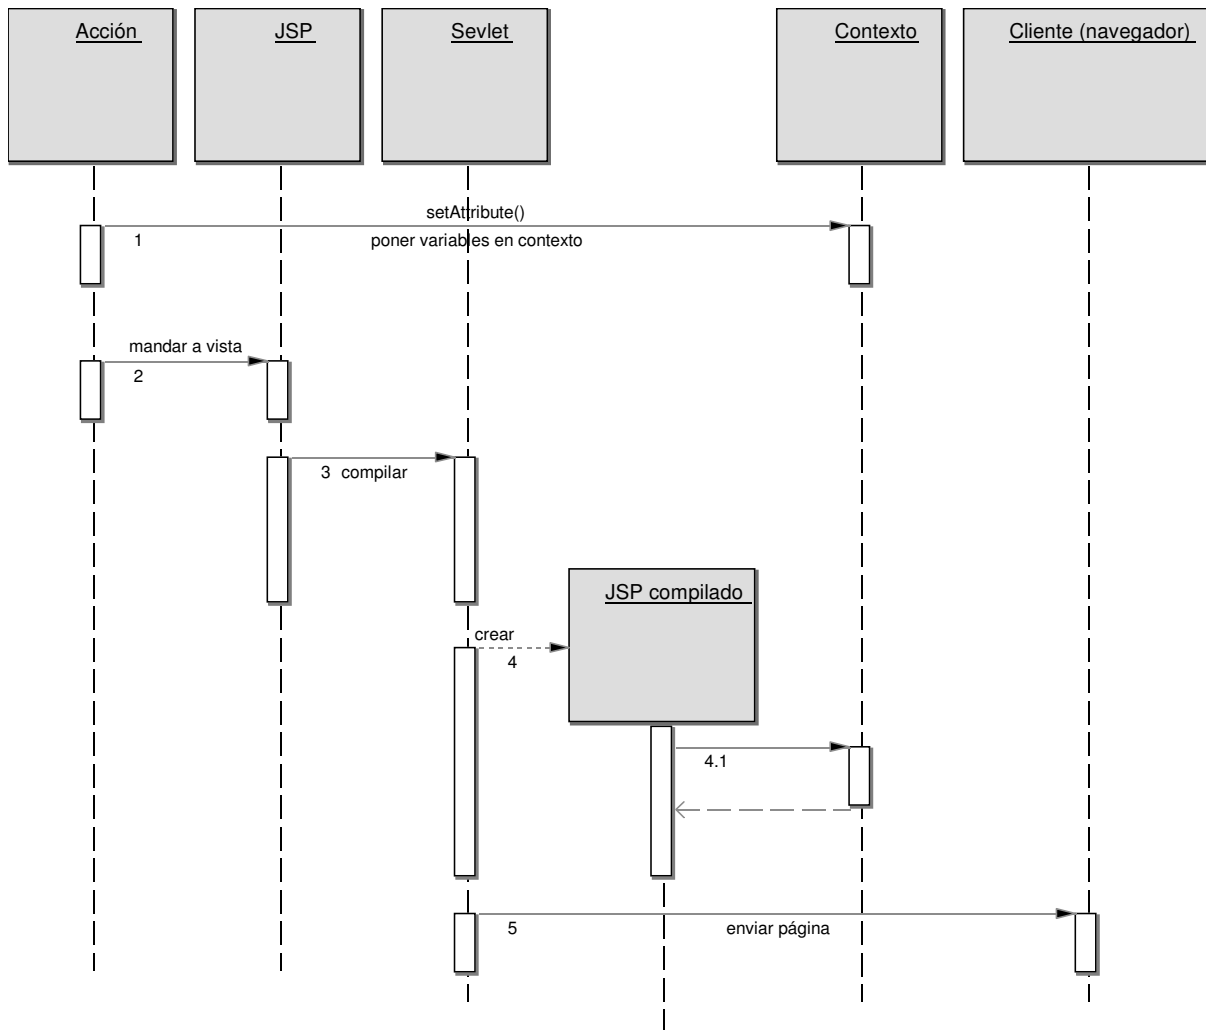 Acción
JSP
Sevlet
Contexto
Cliente (navegador)
setAttribute()
1
poner variables en contexto
mandar a vista
2
3 compilar
JSP compilado
crear
4
4.1
5
enviar página